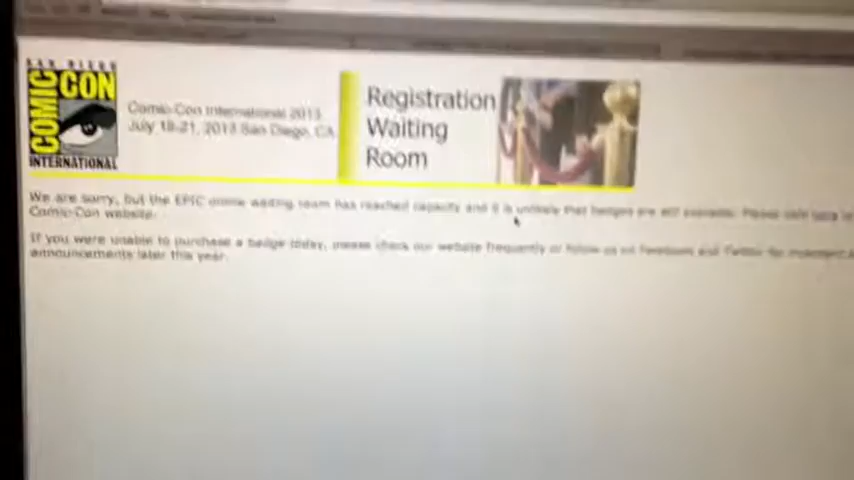 SAN DIEGO
COMIC CON
INTERNATIONAL
Comic-Con International 2013
July 18-21, 2013 San Diego, CA
Registration
Waiting
Room
We are sorry, but the EPIC online waiting room has reached capacity and it is unlikely that badges are still available. Please
Comic-Con website.
If you were unable to purchase a badge today, please check our website frequently or follow us on Facebook and Twitter for important
announcements later this year.